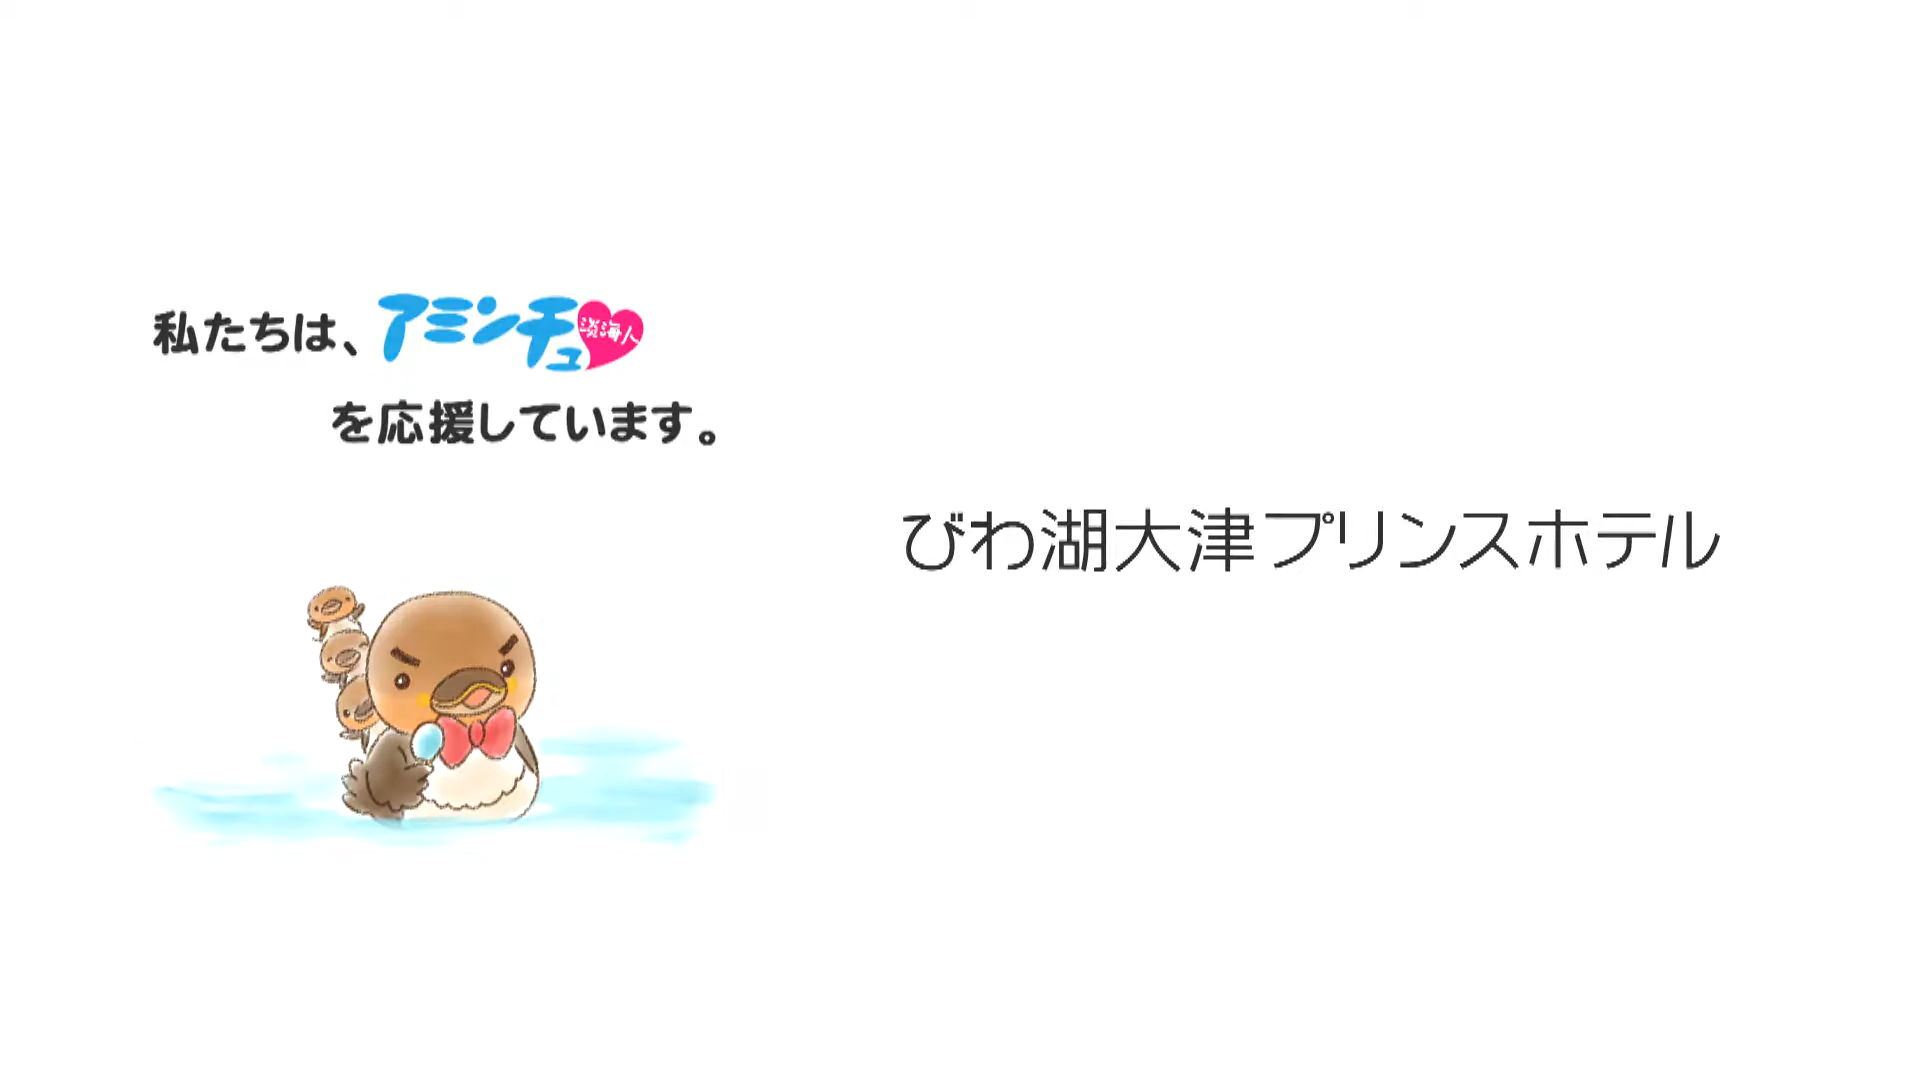 私たちは、アミンチュ淡海人
を応援しています。
びわ湖大津プリンスホテル